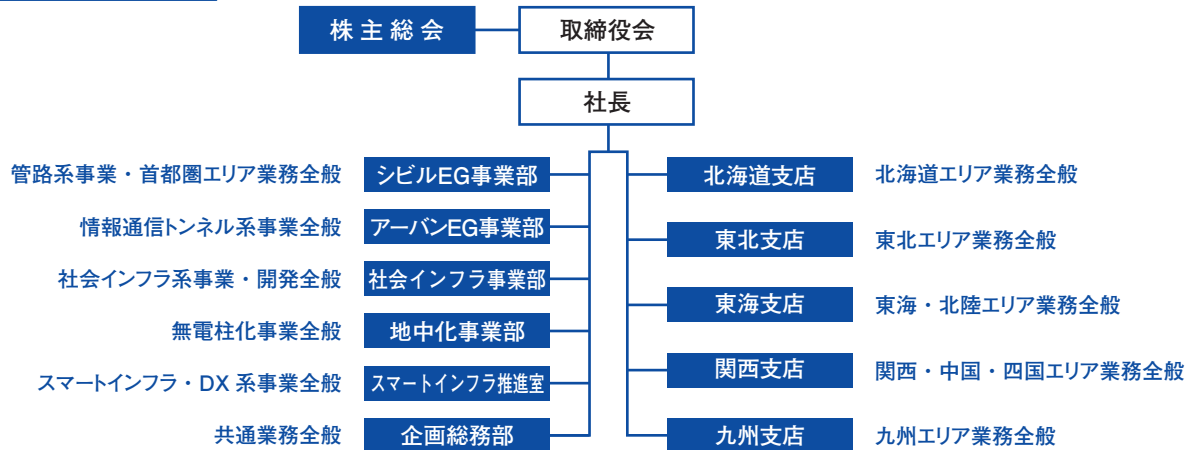 株主総会
取締役会
社長
管路系事業・首都圏エリア業務全般
シビルEG事業部
情報通信トンネル系事業全般
アーバンEG事業部
社会インフラ系事業・開発全般
社会インフラ事業部
無電柱化事業全般
地中化事業部
スマートインフラ・DX系事業全般
スマートインフラ推進室
共通業務全般
企画総務部
北海道支店
北海道エリア業務全般
東北支店
東北エリア業務全般
東海支店
東海・北陸エリア業務全般
関西支店
関西・中国・四国エリア業務全般
九州支店
九州エリア業務全般